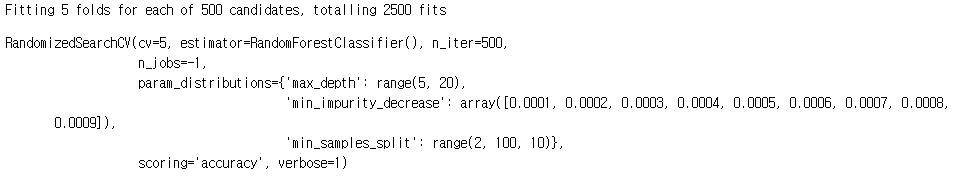 Fitting 5 folds for each of 500 candidates, totalling 2500 fits
RandomizedSearchCV(cv=5, estimator=RandomForestClassifier(), n_iter=500,
n_jobs=-1,
param_distributions={'max_depth': range(5, 20),
'min_impurity_decrease': array([0.0001, 0.0002, 0.0003, 0.0004, 0.0005, 0.0006, 0.0007, 0.0008,
0.0009]),
'min_samples_split': range(2, 100, 10)},
scoring='accuracy', verbose=1)